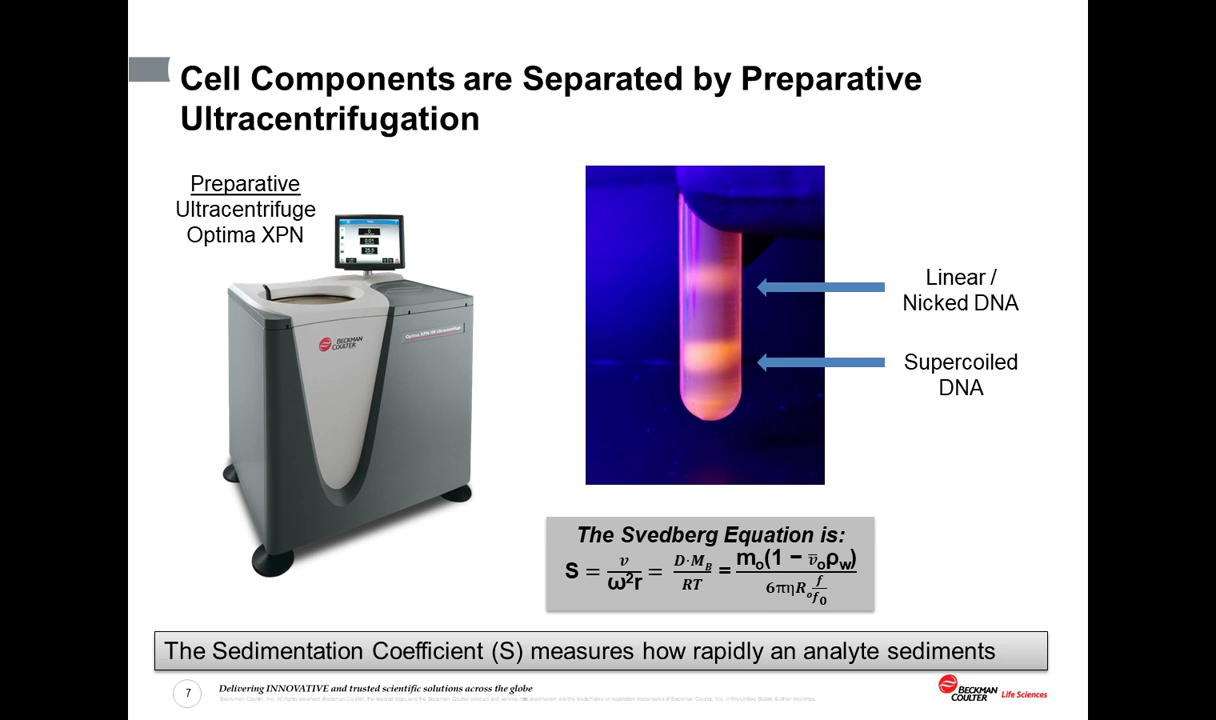 Cell Components are Separated by Preparative
Ultracentrifugation
Preparative
Ultracentrifuge
Optima XPN
BECKMAN
COULTER
Linear /
Nicked DNA
Supercoiled
DNA
The Svedberg Equation is:
S = v/ω²r = D·M_B/RT = m₀(1 − v̄₀ρ_w)/6πηR₀ f/f₀
The Sedimentation Coefficient (S) measures how rapidly an analyte sediments
7
Delivering INNOVATIVE and trusted scientific solutions across the globe
BECKMAN
COULTER Life Sciences